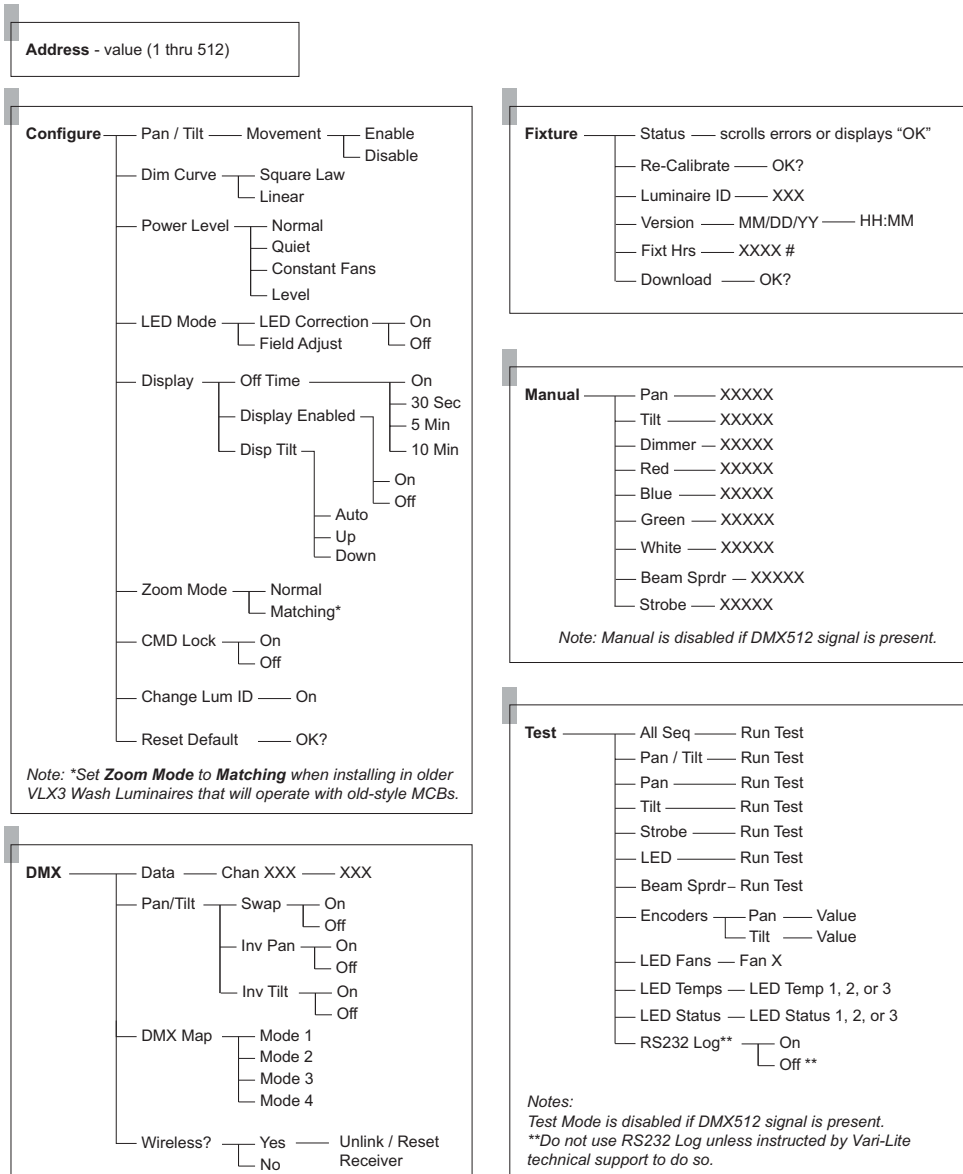 Address - value (1 thru 512)
Configure Pan / Tilt Movement Enable
Disable
Dim Curve Square Law
Linear
Power Level Normal
Quiet
Constant Fans
Level
LED Mode LED Correction On
Field Adjust Off
Display Off Time On
30 Sec
Display Enabled 5 Min
Disp Tilt 10 Min
On
Off
Auto
Up
Down
Zoom Mode Normal
Matching*
CMD Lock On
Off
Change Lum ID On
Reset Default OK?
Note: *Set Zoom Mode to Matching when installing in older
VLX3 Wash Luminaires that will operate with old-style MCBs.
DMX Data Chan XXX XXX
Pan/Tilt Swap On
Off
Inv Pan On
Off
Inv Tilt On
Off
DMX Map Mode 1
Mode 2
Mode 3
Mode 4
Wireless? Yes Unlink / Reset
No Receiver
Fixture Status scrolls errors or displays “OK”
Re-Calibrate OK?
Luminaire ID XXX
Version MM/DD/YY HH:MM
Fixt Hrs XXXX #
Download OK?
Manual Pan XXXXX
Tilt XXXXX
Dimmer XXXXX
Red XXXXX
Blue XXXXX
Green XXXXX
White XXXXX
Beam Sprdr XXXXX
Strobe XXXXX
Note: Manual is disabled if DMX512 signal is present.
Test All Seq Run Test
Pan / Tilt Run Test
Pan Run Test
Tilt Run Test
Strobe Run Test
LED Run Test
Beam Sprdr Run Test
Encoders Pan Value
Tilt Value
LED Fans Fan X
LED Temps LED Temp 1, 2, or 3
LED Status LED Status 1, 2, or 3
RS232 Log** On
Off **
Notes:
Test Mode is disabled if DMX512 signal is present.
**Do not use RS232 Log unless instructed by Vari-Lite
technical support to do so.